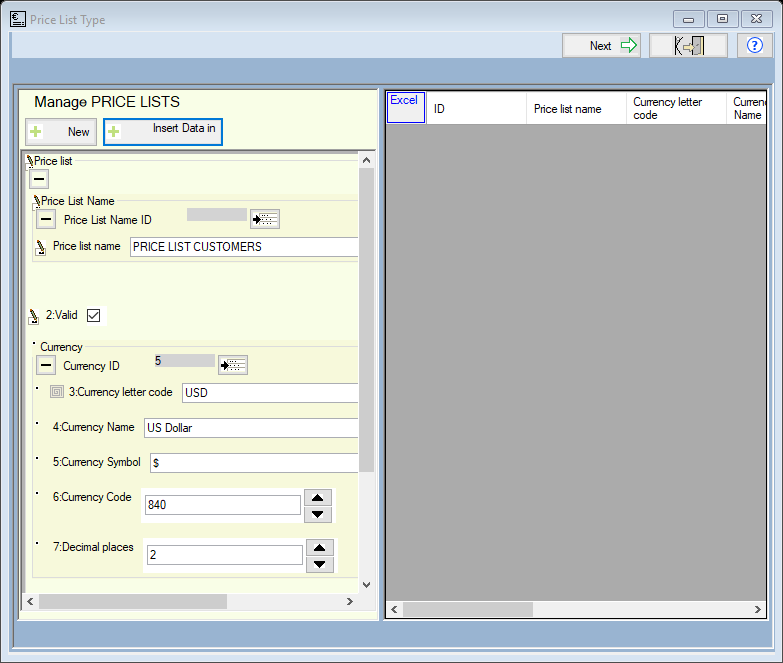 Price List Type
Next
Manage PRICE LISTS
New
Insert Data in
Price list
Price List Name
Price List Name ID
Price list name PRICE LIST CUSTOMERS
2:Valid
Currency
Currency ID 5
3:Currency letter code USD
4:Currency Name US Dollar
5:Currency Symbol $
6:Currency Code 840
7:Decimal places 2
Excel
ID
Price list name
Currency letter
code
Curren
Name